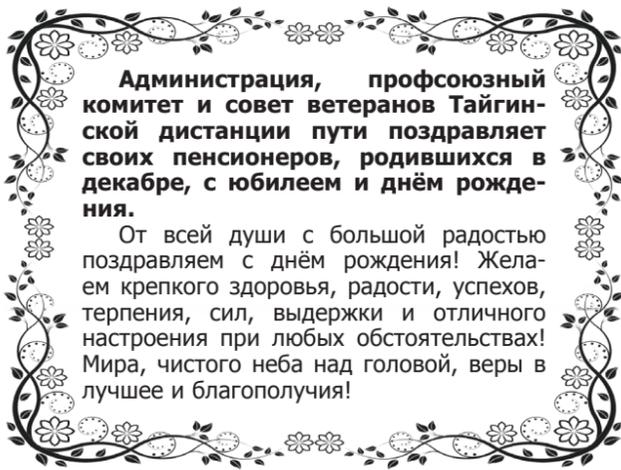 Администрация, профсоюзный
комитет и совет ветеранов Тайгин-
ской дистанции пути поздравляет
своих пенсионеров, родившихся в
декабре, с юбилеем и днём рожде-
ния.
От всей души с большой радостью
поздравляем с днём рождения! Жела-
ем крепкого здоровья, радости, успехов,
терпения, сил, выдержки и отличного
настроения при любых обстоятельствах!
Мира, чистого неба над головой, веры в
лучшее и благополучия!